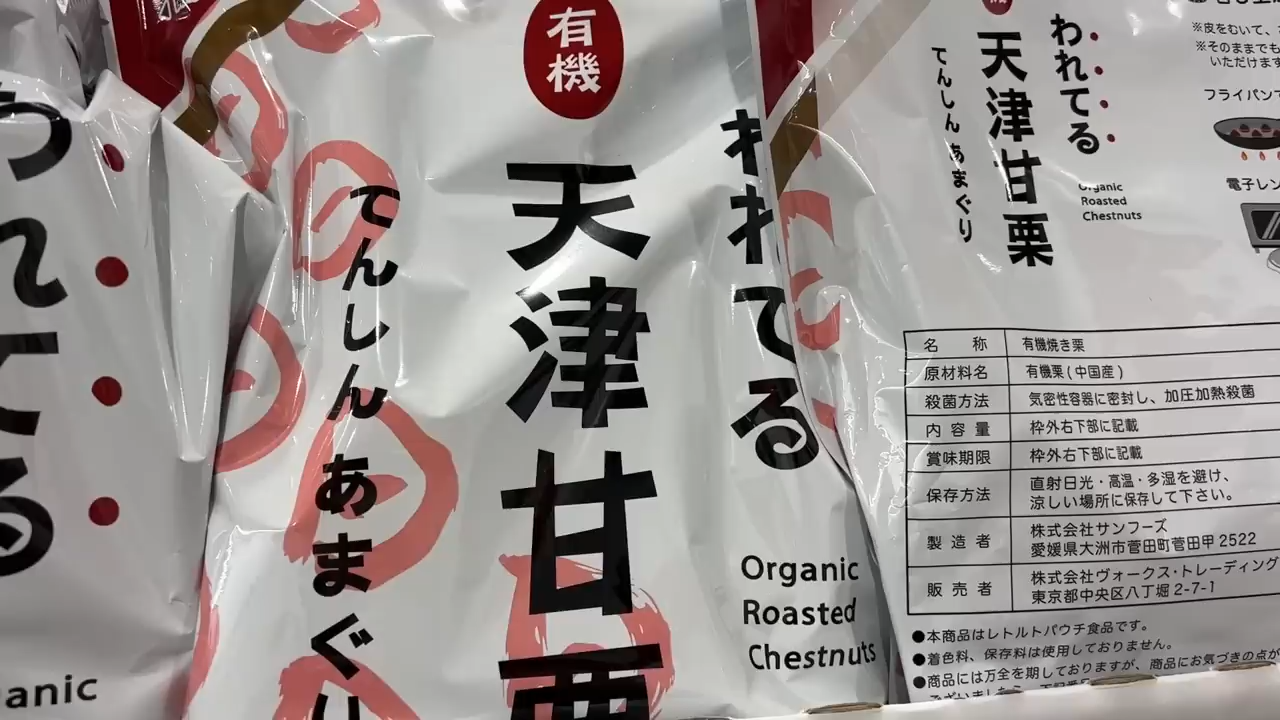 われてる
anic
有機
天津甘栗
てんしん あまぐり
われてる
Organic
Roasted
Chestnuts
われてる
天津甘栗
てんしん あまぐり
Organic
Roasted
Chestnuts
※皮をむいて、
※そのままでも
いただけます
フライパンで
電子レン
名称 有機焼き栗
原材料名 有機栗(中国産)
殺菌方法 気密性容器に密封し、加圧加熱殺菌
内容量 枠外右下部に記載
賞味期限 枠外右下部に記載
保存方法 直射日光・高温・多湿を避け、
涼しい場所に保存して下さい。
製造者 株式会社サンフーズ
愛媛県大洲市菅田町菅田甲2522
販売者 株式会社ヴォークス・トレーディング
東京都中央区八丁堀2-7-1
●本商品はレトルトパウチ食品です。
●着色料、保存料は使用しておりません。
●商品には万全を期しておりますが、商品にお気づきの点が